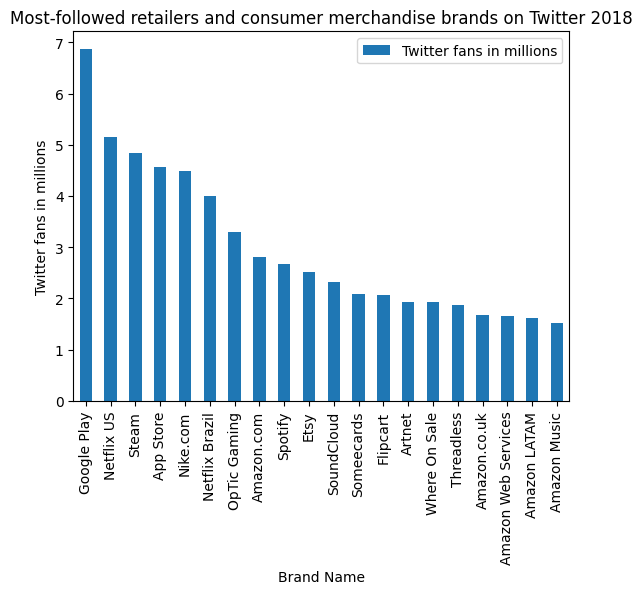 Most-followed retailers and consumer merchandise brands on Twitter 2018
Twitter fans in millions
Twitter fans in millions
7
6
5
4
3
2
1
0
Google Play
Netflix US
Steam
App Store
Nike.com
Netflix Brazil
OpTic Gaming
Amazon.com
Spotify
Etsy
SoundCloud
Someecards
Flipcart
Artnet
Where On Sale
Threadless
Amazon.co.uk
Amazon Web Services
Amazon LATAM
Amazon Music
Brand Name